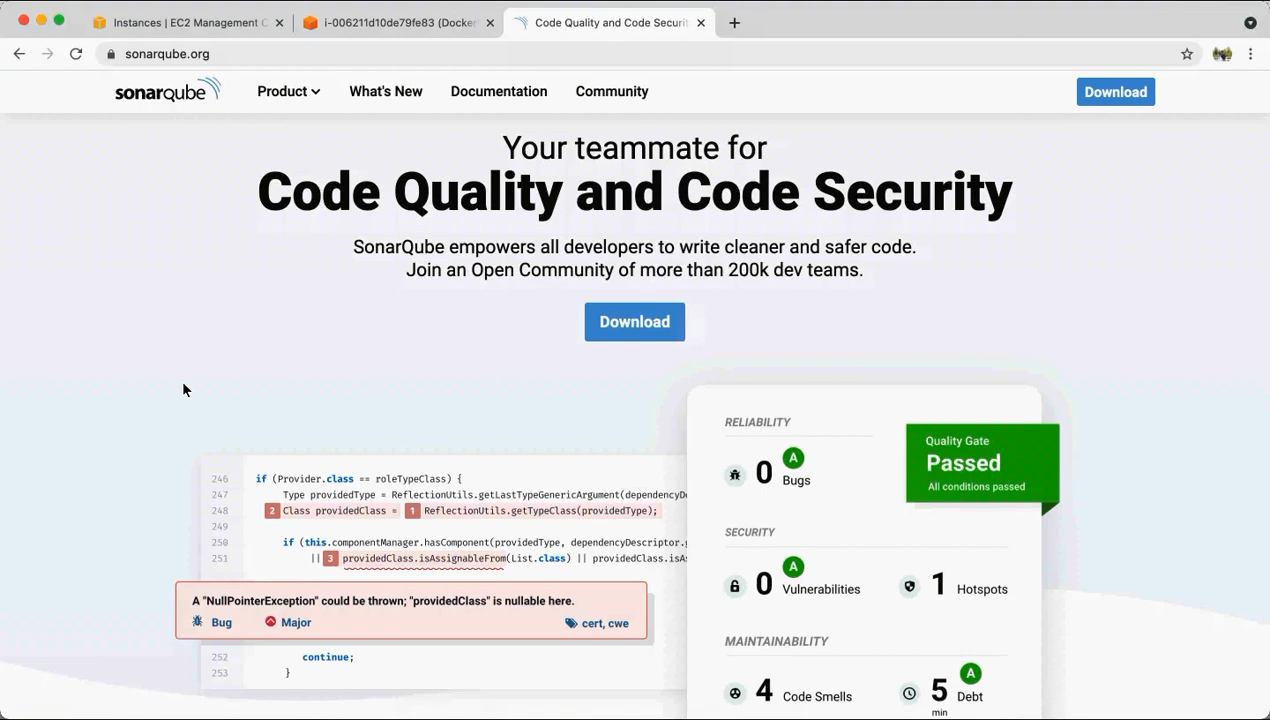 Instances | EC2 Management C
i-006211d10de79fe83 (Docker
Code Quality and Code Securit
sonarqube.org
sonarqube
Product
What's New
Documentation
Community
Download
Your teammate for
Code Quality and Code Security
SonarQube empowers all developers to write cleaner and safer code.
Join an Open Community of more than 200k dev teams.
Download
246 if (Provider.class == roleTypeClass) {
247 Type providedType = ReflectionUtils.getLastTypeGenericArgument(dependencyD
248 2 Class providedClass = 1 ReflectionUtils.getTypeClass(providedType);
249
250 if (this.componentManager.hasComponent(providedType, dependencyDescriptor.g
251 || 3 providedClass.isAssignableFrom(List.class) || providedClass.isAs
A "NullPointerException" could be thrown; "providedClass" is nullable here.
Bug Major cert, cwe
252 continue;
253 }
RELIABILITY
0 A Bugs
Quality Gate
Passed
All conditions passed
SECURITY
0 A Vulnerabilities
1 Hotspots
MAINTAINABILITY
4 Code Smells
5 min A Debt